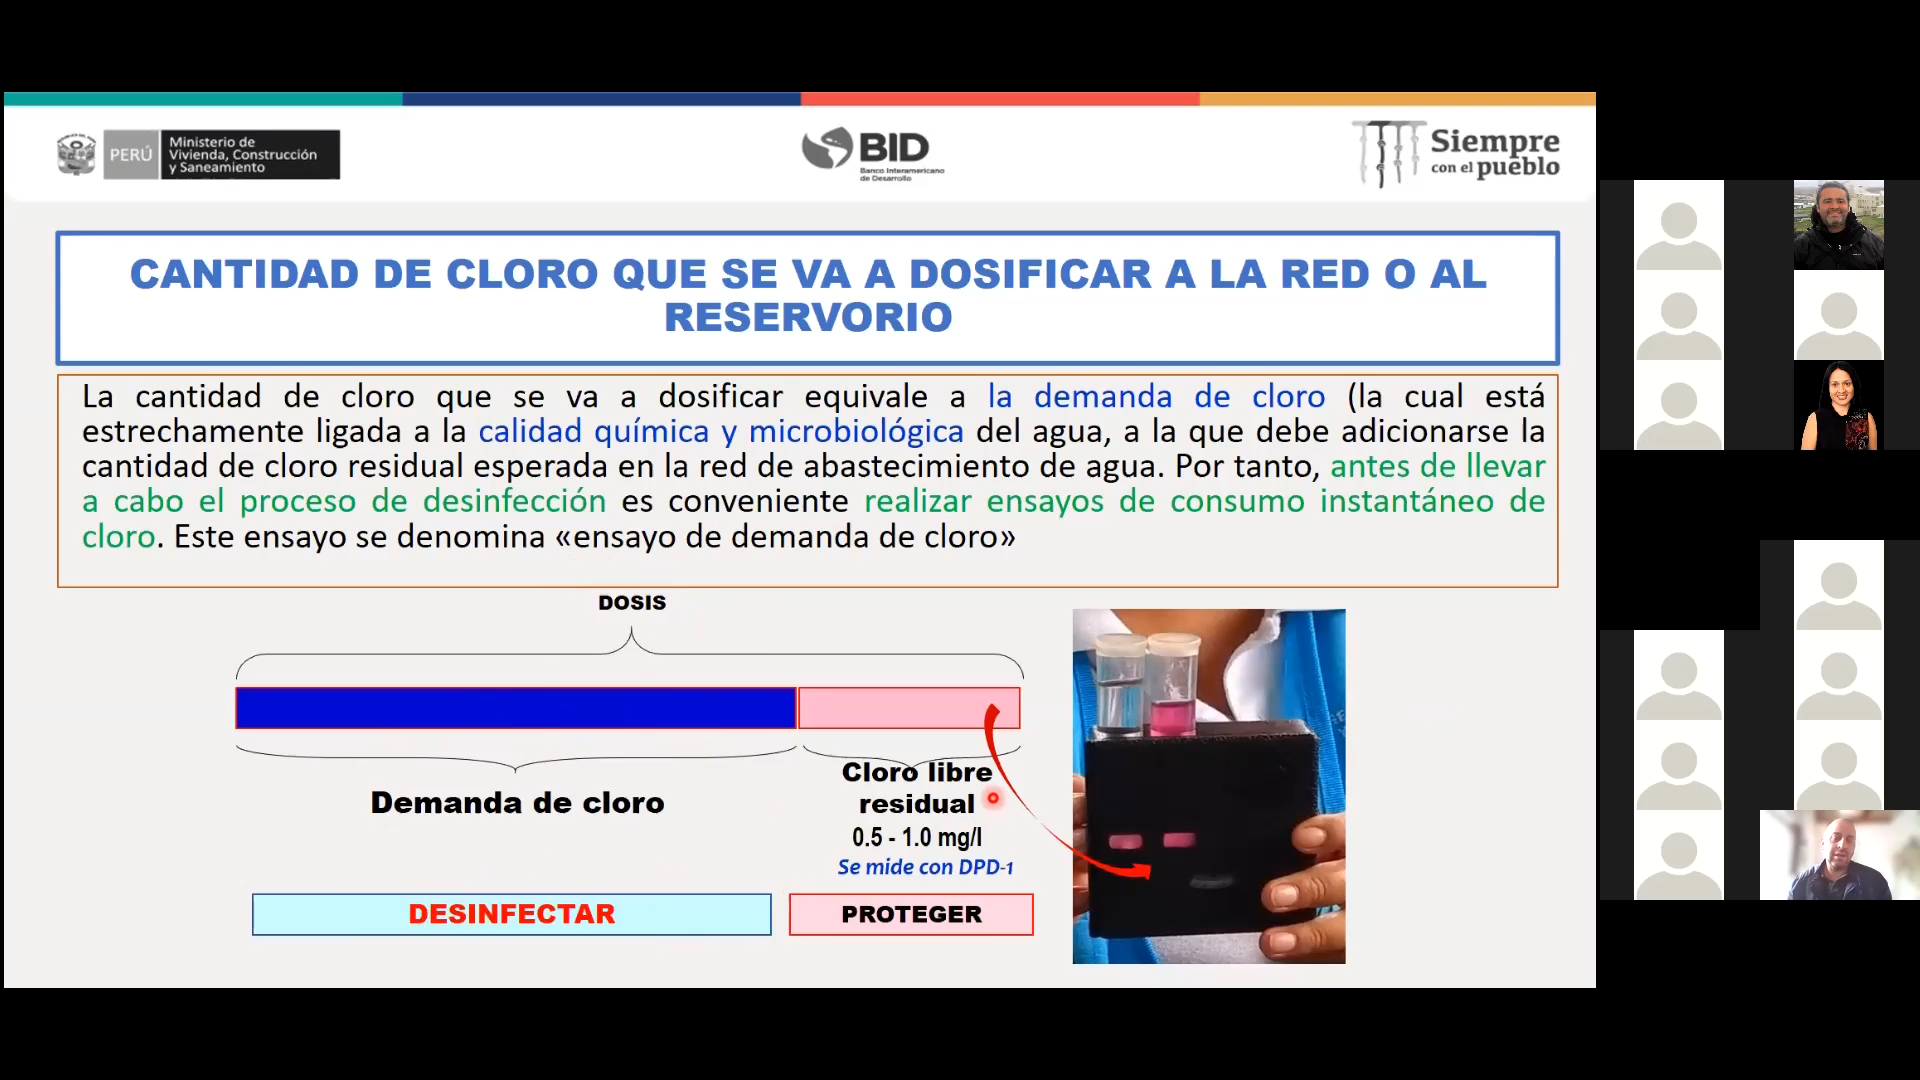 PERÚ
Ministerio de
Vivienda, Construcción
y Saneamiento
BID
Banco Interamericano
de Desarrollo
Siempre
con el pueblo
CANTIDAD DE CLORO QUE SE VA A DOSIFICAR A LA RED O AL
RESERVORIO
La cantidad de cloro que se va a dosificar equivale a la demanda de cloro (la cual está
estrechamente ligada a la calidad química y microbiológica del agua, a la que debe adicionarse la
cantidad de cloro residual esperada en la red de abastecimiento de agua. Por tanto, antes de llevar
a cabo el proceso de desinfección es conveniente realizar ensayos de consumo instantáneo de
cloro. Este ensayo se denomina «ensayo de demanda de cloro»
DOSIS
Demanda de cloro
Cloro libre
residual
0.5 - 1.0 mg/l
Se mide con DPD-1
DESINFECTAR
PROTEGER